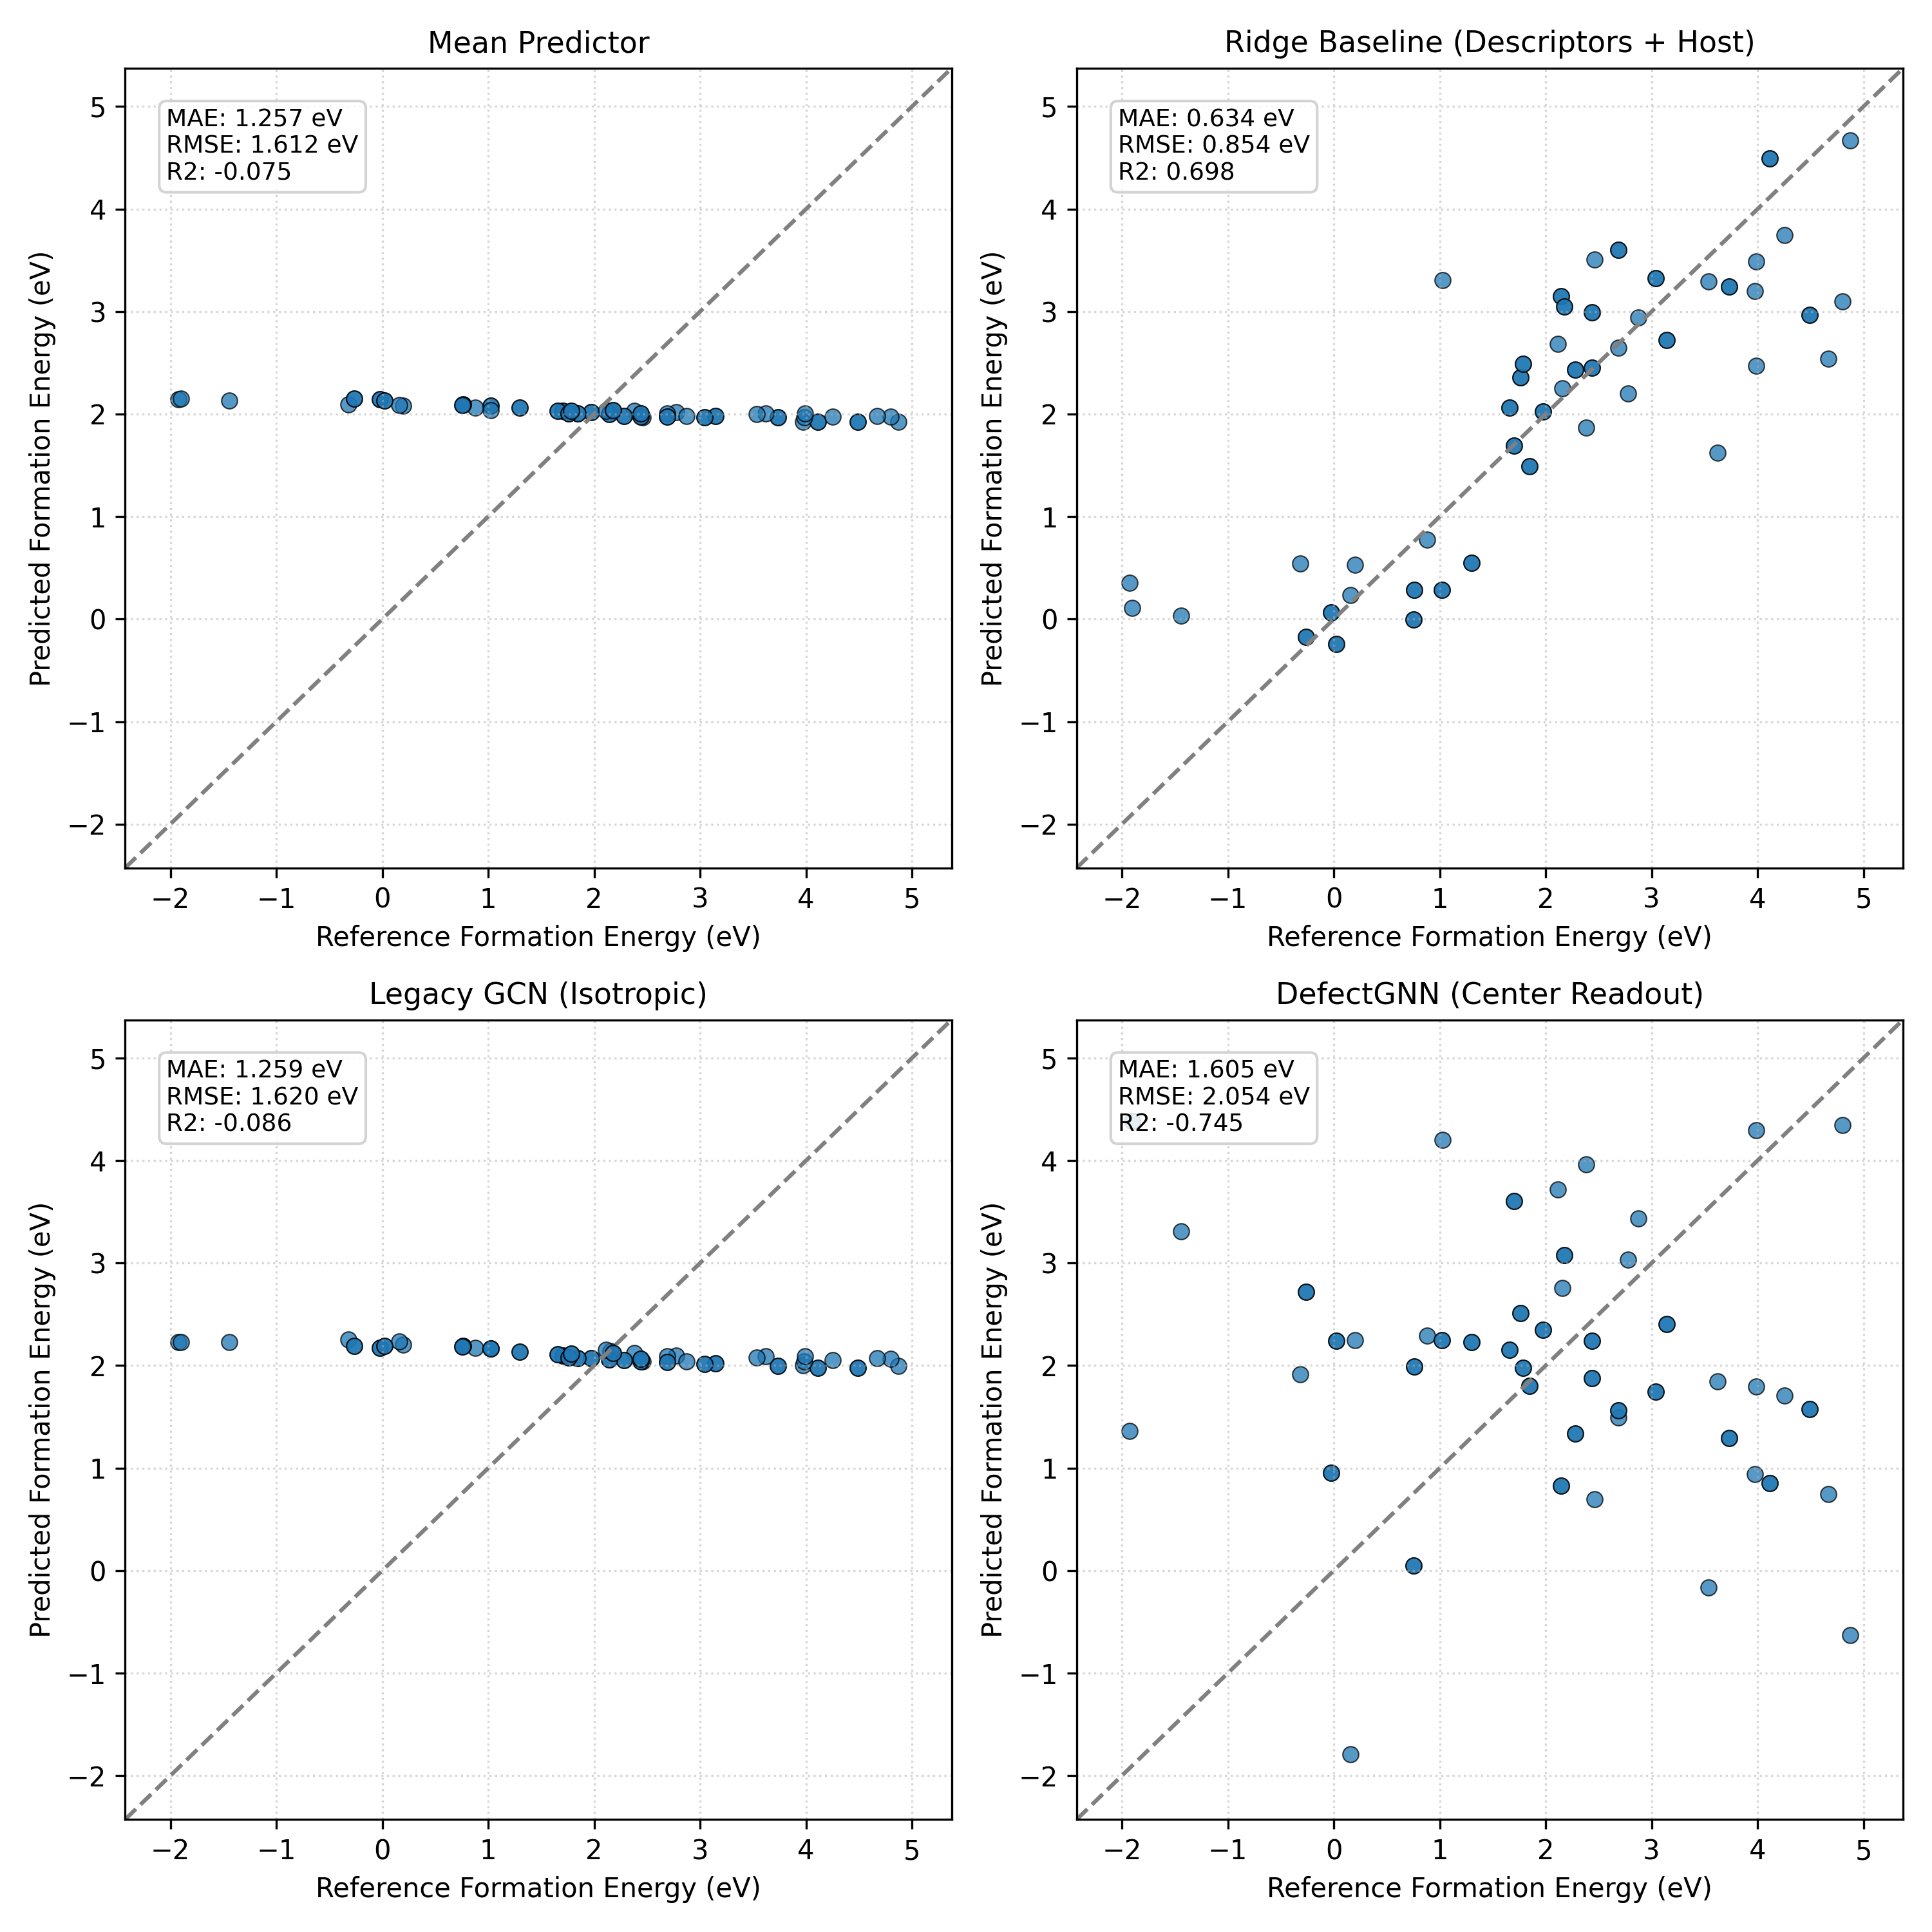 Mean Predictor
MAE: 1.257 eV
RMSE: 1.612 eV
R2: -0.075
5
4
3
2
1
0
−1
−2
−2 −1 0 1 2 3 4 5
Predicted Formation Energy (eV)
Reference Formation Energy (eV)
Ridge Baseline (Descriptors + Host)
MAE: 0.634 eV
RMSE: 0.854 eV
R2: 0.698
5
4
3
2
1
0
−1
−2
−2 −1 0 1 2 3 4 5
Predicted Formation Energy (eV)
Reference Formation Energy (eV)
Legacy GCN (Isotropic)
MAE: 1.259 eV
RMSE: 1.620 eV
R2: -0.086
5
4
3
2
1
0
−1
−2
−2 −1 0 1 2 3 4 5
Predicted Formation Energy (eV)
Reference Formation Energy (eV)
DefectGNN (Center Readout)
MAE: 1.605 eV
RMSE: 2.054 eV
R2: -0.745
5
4
3
2
1
0
−1
−2
−2 −1 0 1 2 3 4 5
Predicted Formation Energy (eV)
Reference Formation Energy (eV)